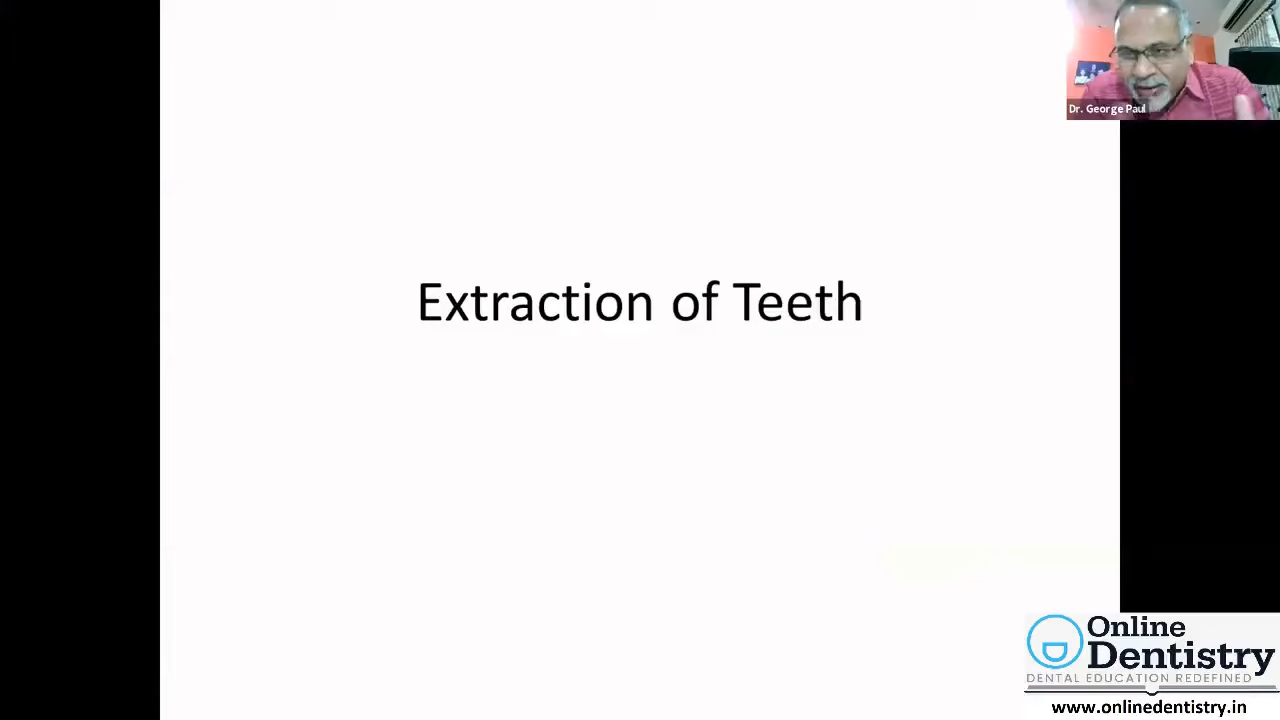 Dr. George Paul
Extraction of Teeth
Online
Dentistry
DENTAL EDUCATION REDEFINED
www.onlinedentistry.in